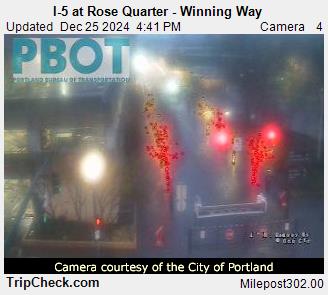 I-5 at Rose Quarter - Winning Way
Updated Dec 25 2024 4:41 PM Camera 4
PBOT
PORTLAND BUREAU OF TRANSPORTATION
Camera courtesy of the City of Portland
TripCheck.com Milepost302.00